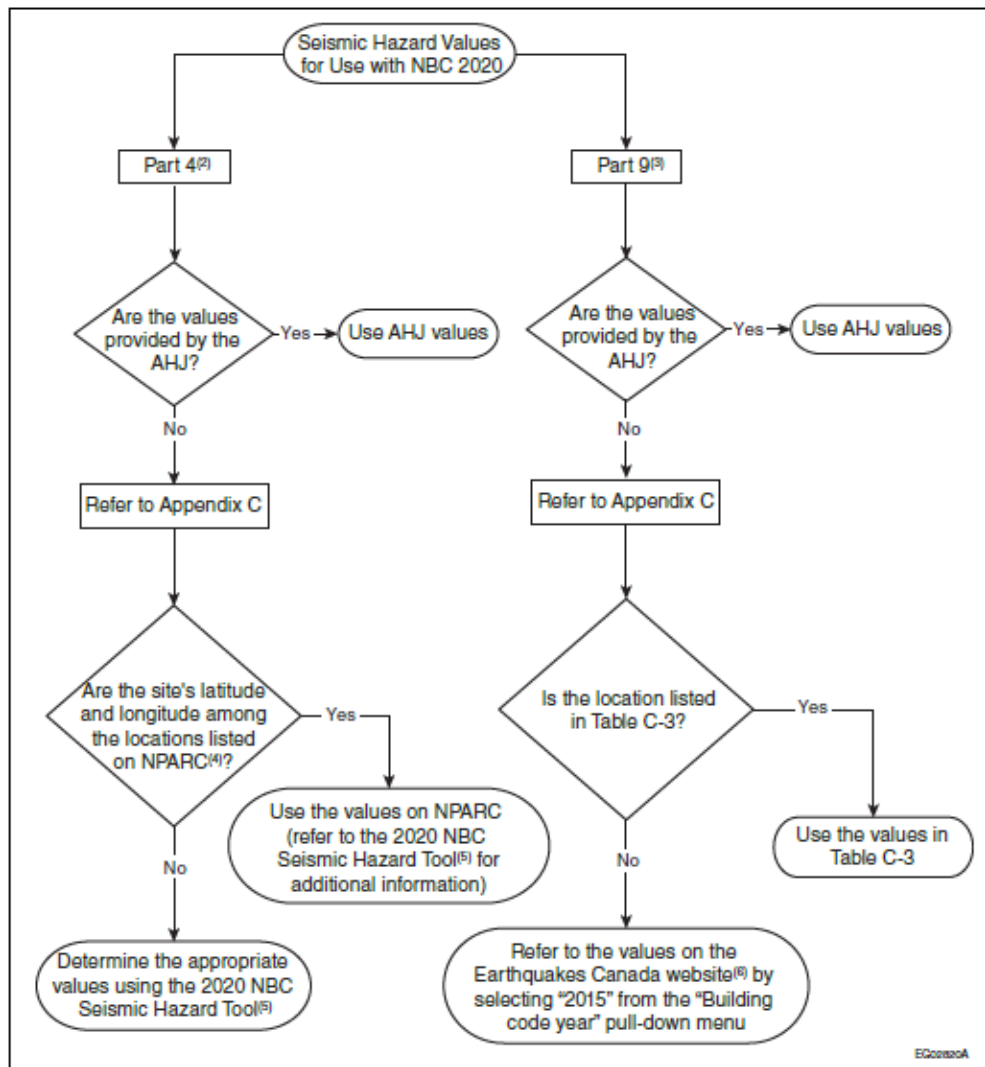 Seismic Hazard Values
for Use with NBC 2020
Part 4(2)
Part 9(3)
Are the values
provided by the
AHJ?
Yes
Use AHJ values
Are the values
provided by the
AHJ?
Yes
Use AHJ values
No
No
Refer to Appendix C
Refer to Appendix C
Are the site's latitude
and longitude among
the locations listed
on NPARC(4)?
Yes
Is the location listed
in Table C-3?
Yes
Use the values on NPARC
(refer to the 2020 NBC
Seismic Hazard Tool(5) for
additional information)
Use the values in
Table C-3
No
No
Determine the appropriate
values using the 2020 NBC
Seismic Hazard Tool(5)
Refer to the values on the
Earthquakes Canada website(6) by
selecting “2015” from the “Building
code year” pull-down menu
EG02820A